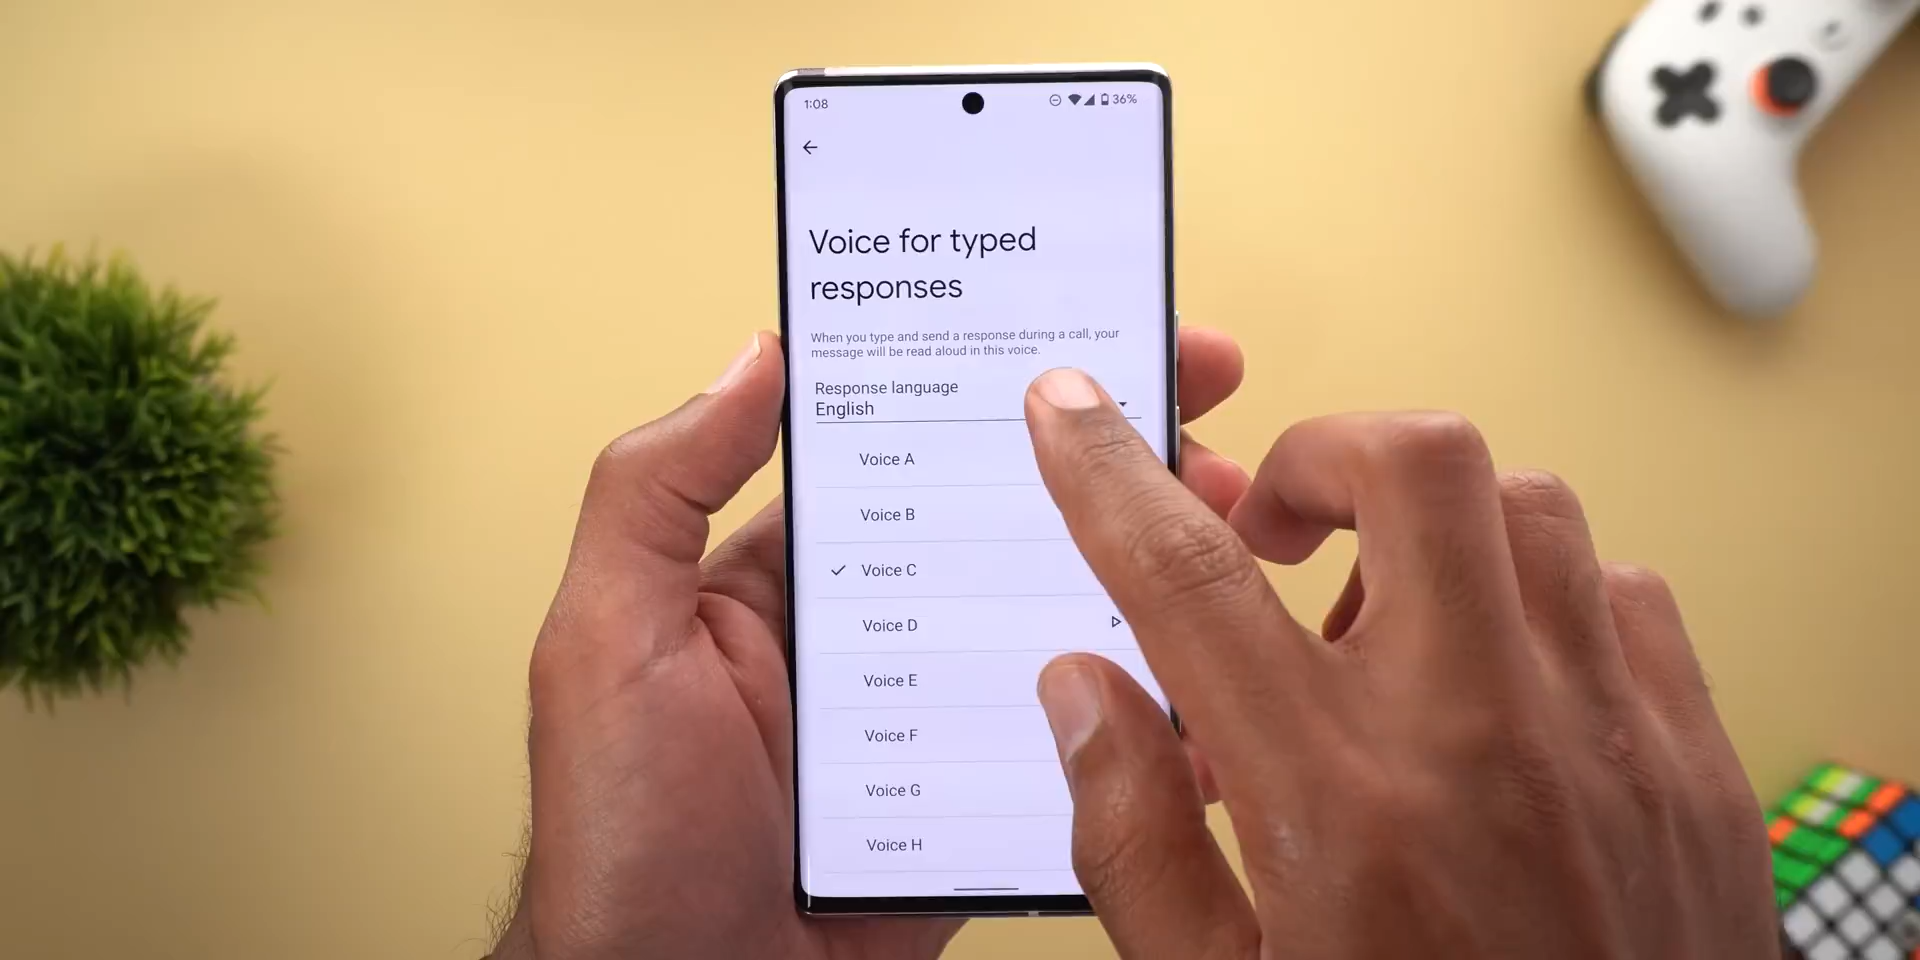 1:08
36%
Voice for typed
responses
When you type and send a response during a call, your
message will be read aloud in this voice.
Response language
English
Voice A
Voice B
Voice C
Voice D
Voice E
Voice F
Voice G
Voice H